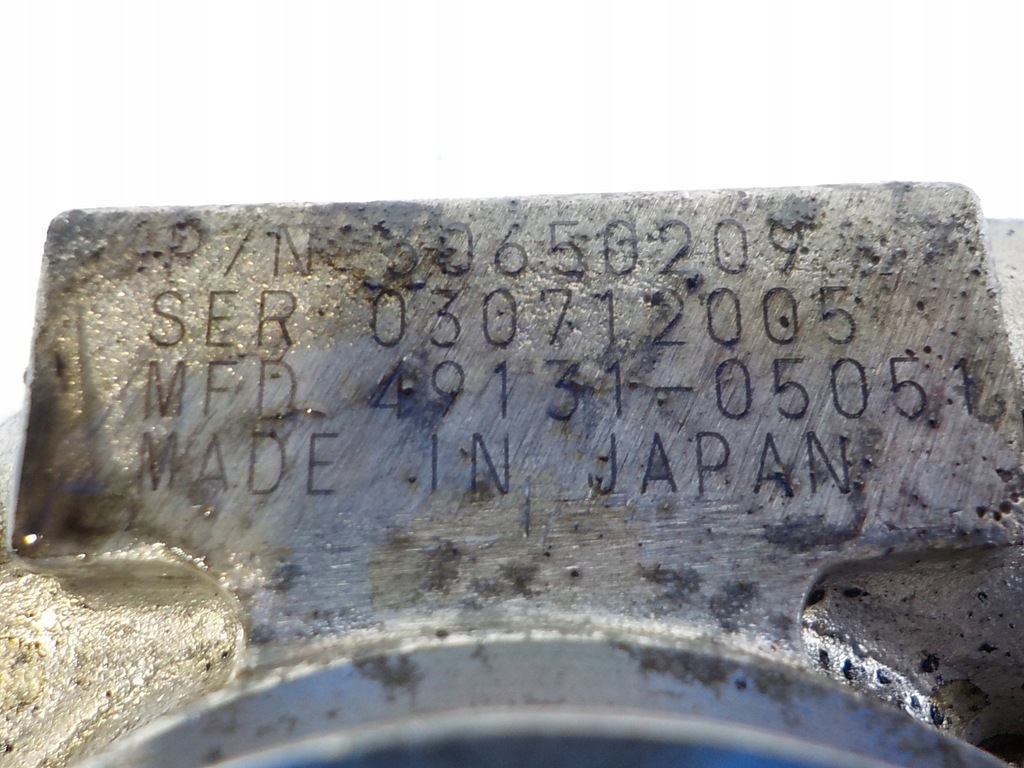 P/N 30650209
SER 030712005
MFD 49131-05051
MADE IN JAPAN